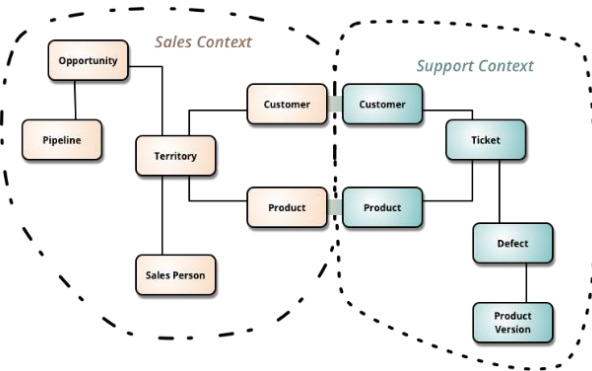 Sales Context
Opportunity
Support Context
Customer
Customer
Pipeline
Ticket
Territory
Product
Product
Defect
Sales Person
Product
Version